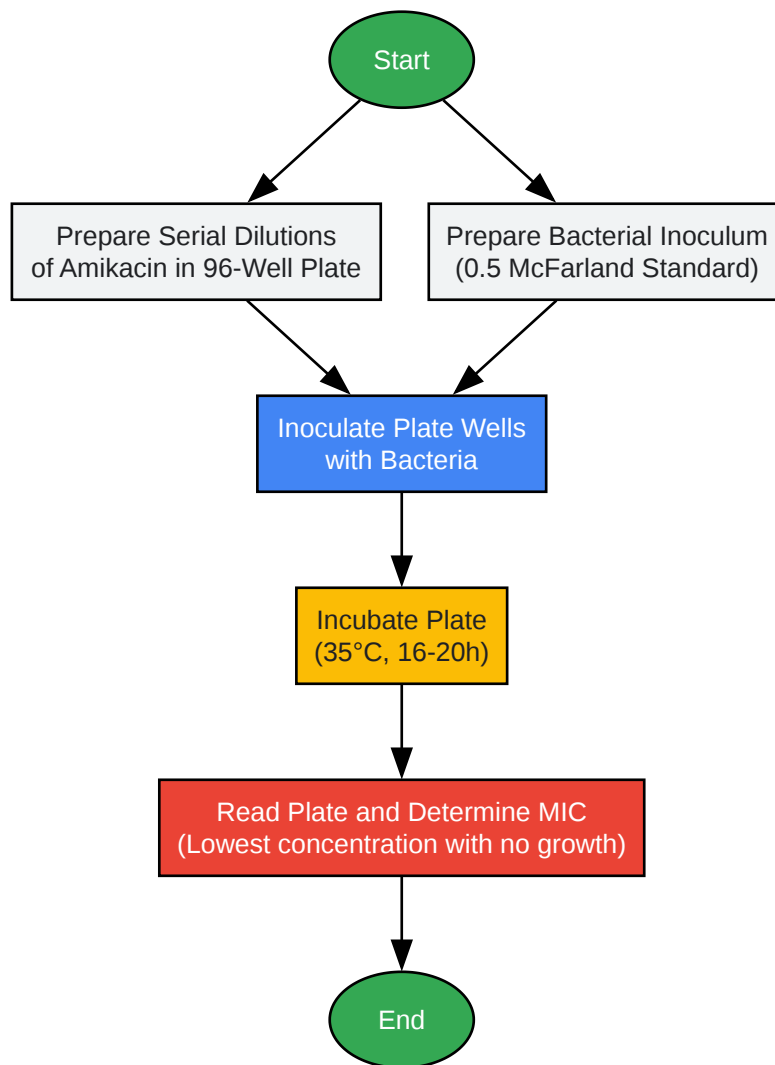 Start
Prepare Serial Dilutions
of Amikacin in 96-Well Plate
Prepare Bacterial Inoculum
(0.5 McFarland Standard)
Inoculate Plate Wells
with Bacteria
Incubate Plate
(35°C, 16-20h)
Read Plate and Determine MIC
(Lowest concentration with no growth)
End